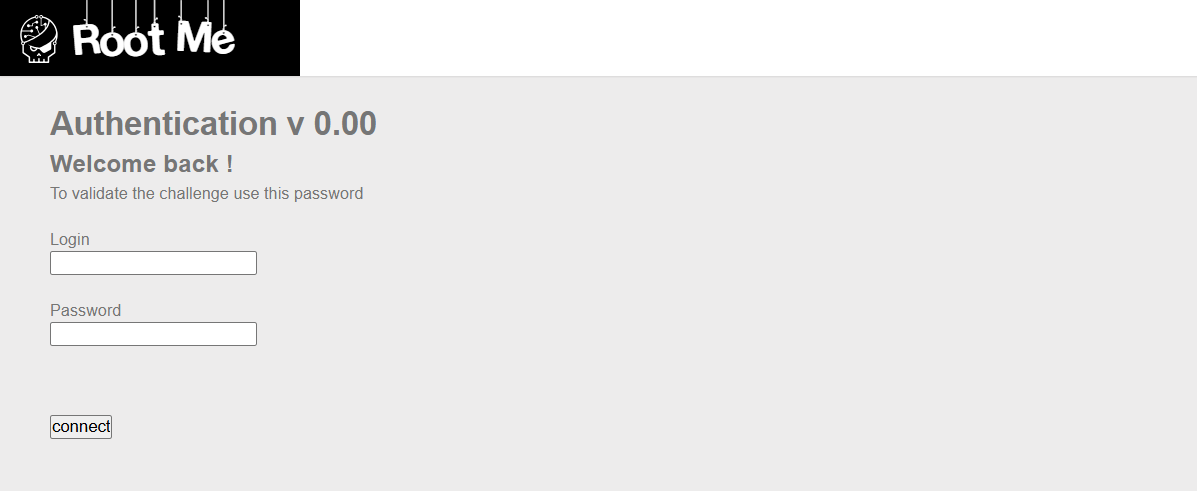 Root Me
Authentication v 0.00
Welcome back !
To validate the challenge use this password
Login
Password
connect